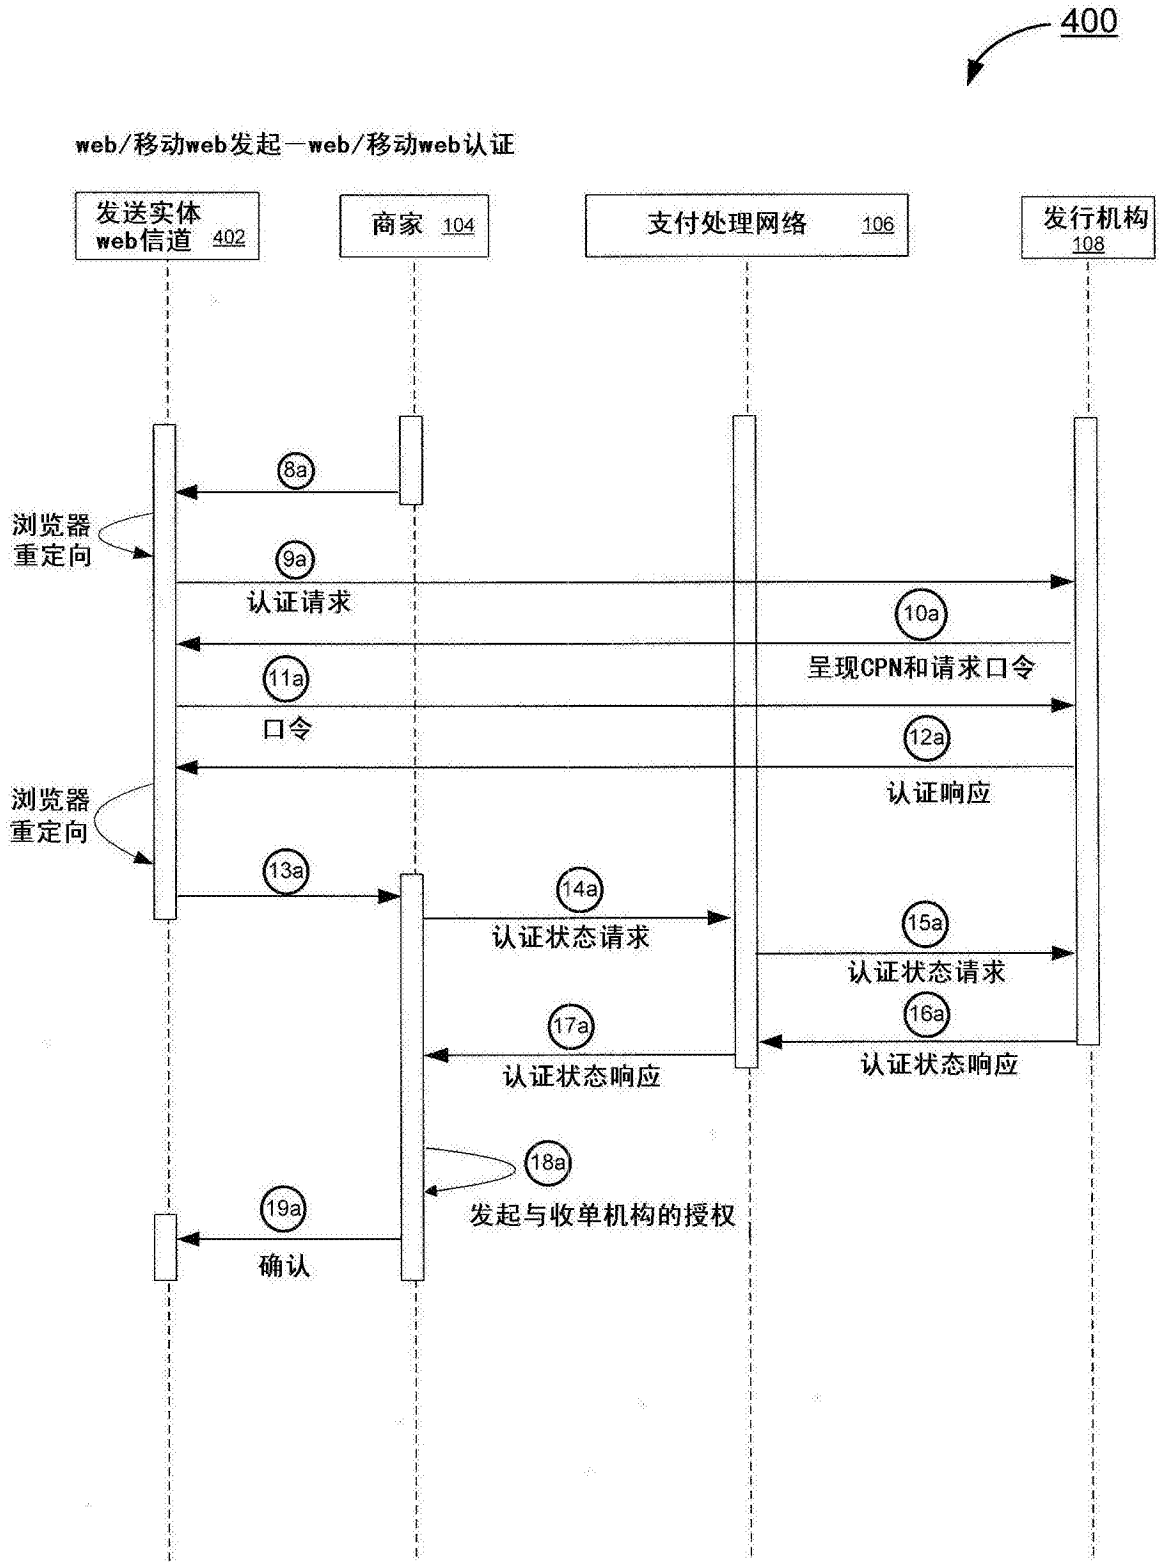 400
web/移动web发起一web/移动web认证
发送实体
web信道 402
商家 104
支付处理网络 106
发行机构
108
8a
浏览器
重定向
9a
认证请求
10a
呈现CPN和请求口令
11a
口令
12a
认证响应
浏览器
重定向
13a
14a
认证状态请求
15a
认证状态请求
16a
认证状态响应
17a
认证状态响应
18a
发起与收单机构的授权
19a
确认